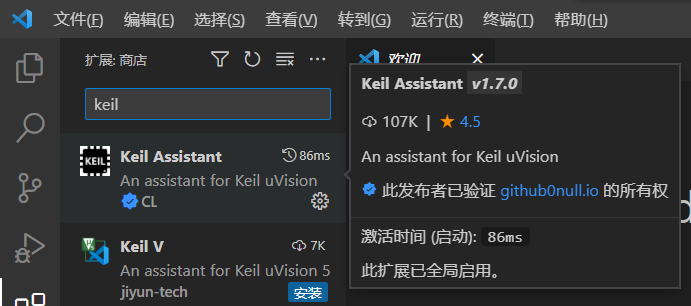 文件(F) 编辑(E) 选择(S) 查看(V) 转到(G) 运行(R) 终端(T) 帮助(H)
扩展: 商店
欢迎
keil
KEIL
Keil Assistant 86ms
An assistant for Keil uVision
CL
Keil V 7K
An assistant for Keil uVision 5
jiyun-tech 安装
Keil Assistant v1.7.0
107K | 4.5
An assistant for Keil uVision
此发布者已验证 github0null.io 的所有权
激活时间 (启动): 86ms
此扩展已全局启用。